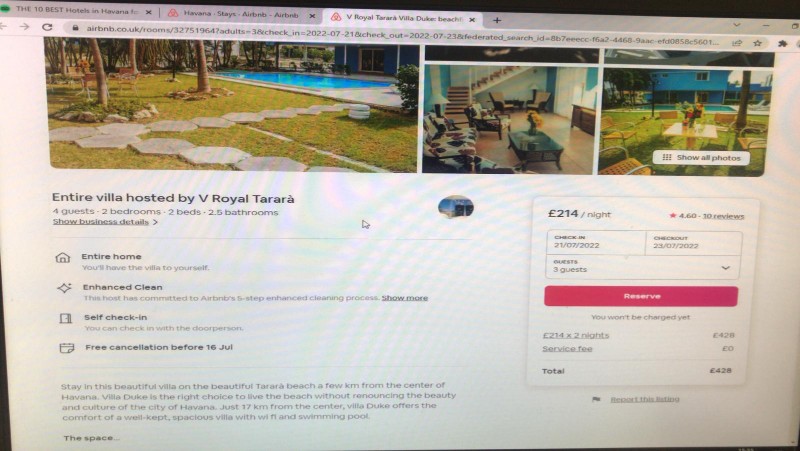 THE 10 BEST Hotels in Havana
Havana - Stays - Airbnb - Airbnb
V Royal Tararà Villa Duke: beach
airbnb.co.uk/rooms/32751964?adults=3&check_in=2022-07-21&check_out=2022-07-23&federated_search_id=8b7eeecc-f6a2-4468-9aac-efd0858c5601...
Show all photos
Entire villa hosted by V Royal Tararà
4 guests · 2 bedrooms · 2 beds · 2.5 bathrooms
Show business details >
Entire home
You'll have the villa to yourself.
Enhanced Clean
This host has committed to Airbnb's 5-step enhanced cleaning process. Show more
Self check-in
You can check in with the doorperson.
Free cancellation before 16 Jul
Stay in this beautiful villa on the beautiful Tararà beach a few km from the center of
Havana. Villa Duke is the right choice to live the beach without renouncing the beauty
and culture of the city of Havana. Just 17 km from the center, villa Duke offers the
comfort of a well-kept, spacious villa with wi fi and swimming pool.
The space...
£214 / night
4.60 · 10 reviews
CHECK-IN
21/07/2022
CHECKOUT
23/07/2022
GUESTS
3 guests
Reserve
You won't be charged yet
£214 x 2 nights £428
Service fee £0
Total £428
Report this listing